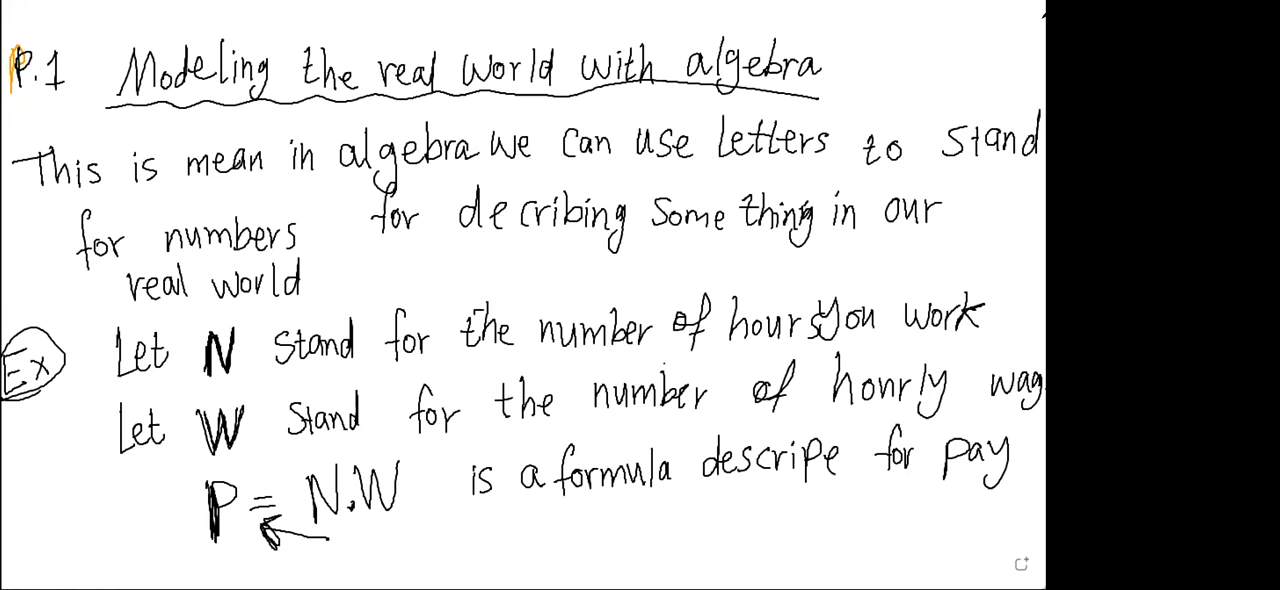 P.1 Modeling the real world with algebra
This is mean in algebra we can use letters to stand
for numbers for decribing some thing in our
real world
Ex Let N stand for the number of hours you work
Let W stand for the number of honrly wag
P = N.W is a formula descripe for pay